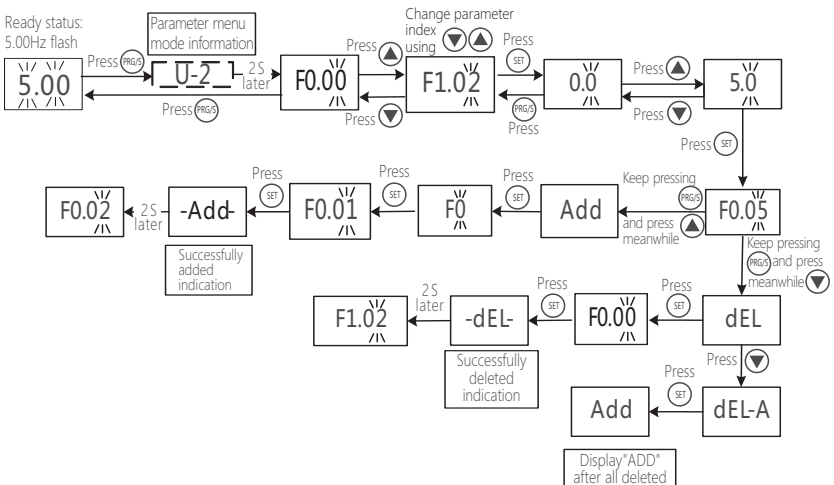 Ready status:
5.00Hz flash
Parameter menu
mode information
Change parameter
index
using
Press PRG/S
5.00
U-2
2S
later
F0.00
Press
F1.02
Press
Press
SET
PRG/S
Press
0.0
Press
Press
5.0
Press PRG/S
Press SET
F0.02
2S
later
-Add-
Press
SET
F0.01
Press
SET
F0
Press
SET
Add
Keep pressing
PRG/S
and press
meanwhile
F0.05
Successfully
added
indication
Keep pressing
PRG/S and press
meanwhile
F1.02
2S
later
-dEL-
Press
SET
F0.00
Press
SET
dEL
Successfully
deleted
indication
Press
Add
Press
SET
dEL-A
Display"ADD"
after all deleted